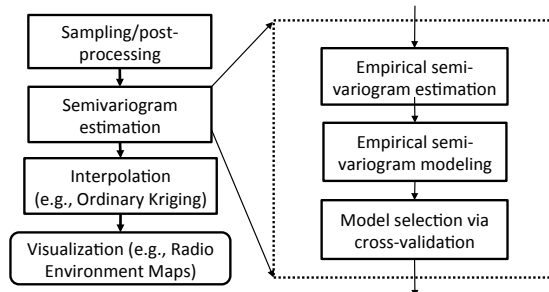 Sampling/post-
processing
Semivariogram
estimation
Interpolation
(e.g., Ordinary Kriging)
Visualization (e.g., Radio
Environment Maps)
Empirical semi-
variogram estimation
Empirical semi-
variogram modeling
Model selection via
cross-validation